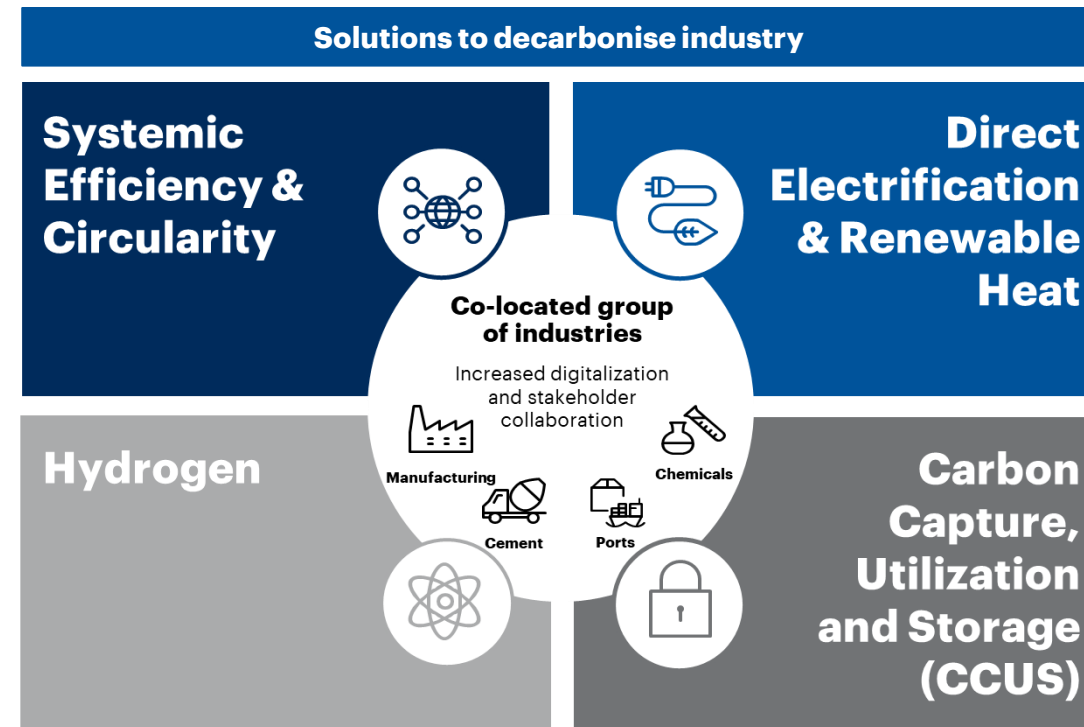 Solutions to decarbonise industry
Systemic
Efficiency &
Circularity
Direct
Electrification
& Renewable
Heat
Co-located group
of industries
Increased digitalization
and stakeholder
collaboration
Manufacturing
Chemicals
Cement
Ports
Hydrogen
Carbon
Capture,
Utilization
and Storage
(CCUS)